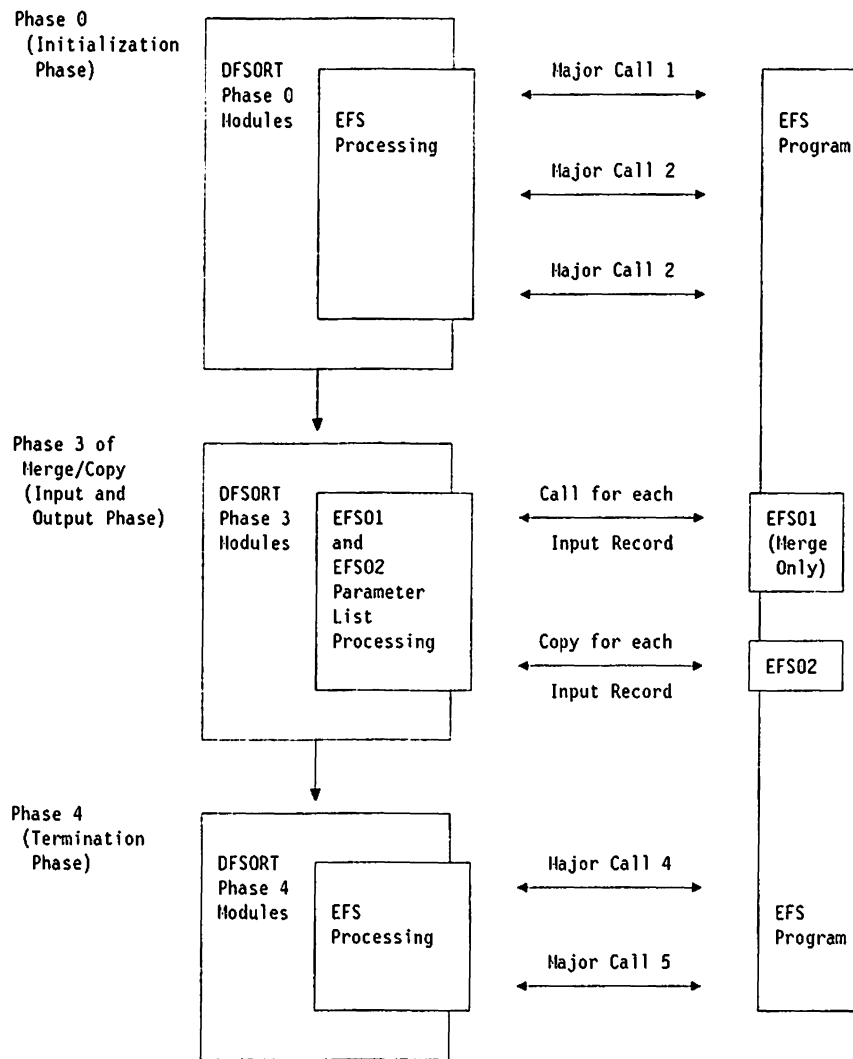 Phase 0
(Initialization
Phase)
DFSORT
Phase 0
Modules
EFS
Processing
Major Call 1
Major Call 2
Major Call 2
EFS
Program
Phase 3 of
Merge/Copy
(Input and
Output Phase)
DFSORT
Phase 3
Modules
EFS01
and
EFS02
Parameter
List
Processing
Call for each
Input Record
EFS01
(Merge
Only)
Copy for each
Input Record
EFS02
Phase 4
(Termination
Phase)
DFSORT
Phase 4
Modules
EFS
Processing
Major Call 4
Major Call 5
EFS
Program